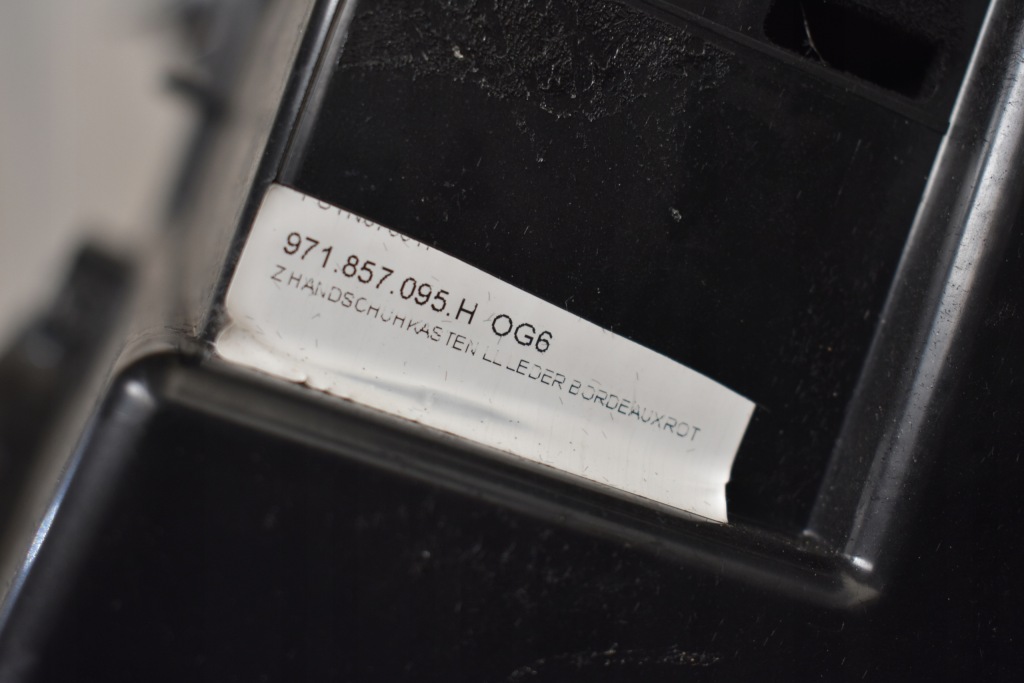 971.857.095.H OG6
Z HANDSCHUHKASTEN LL LEDER BORDEAUXROT